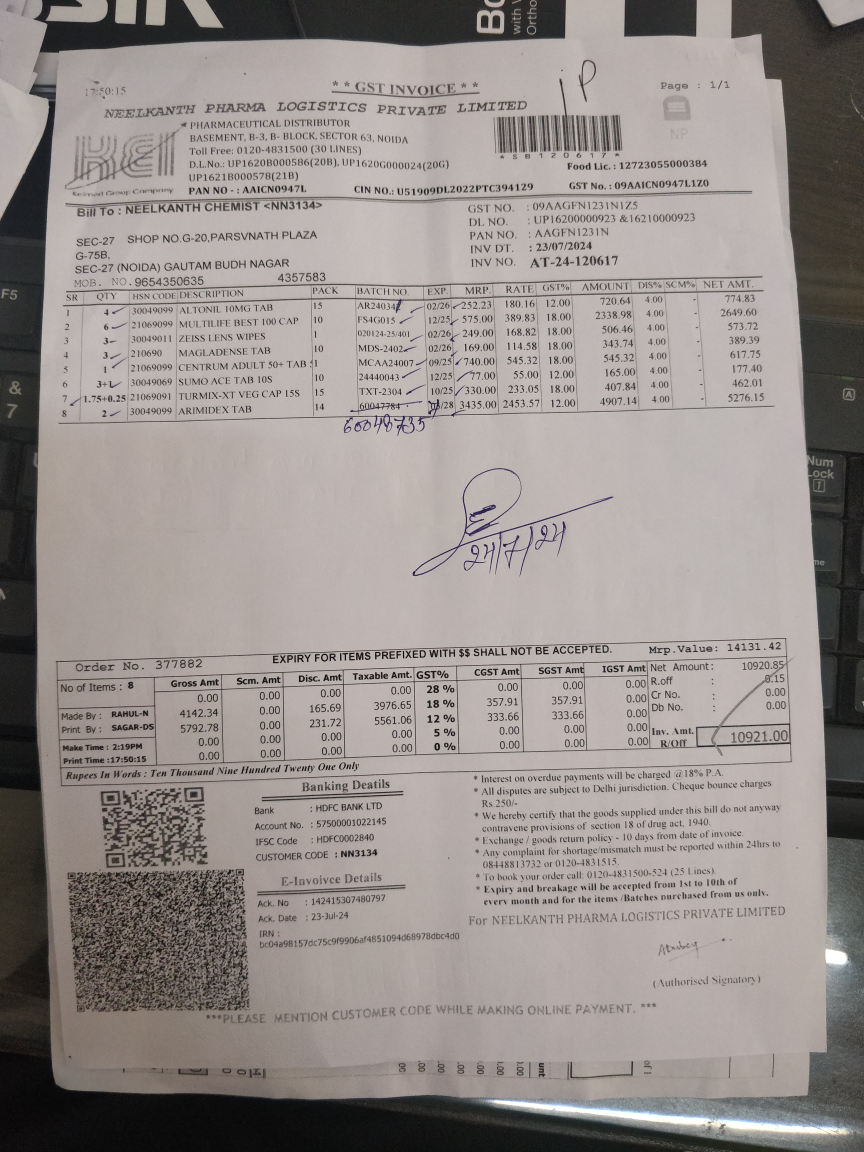 17:50:15
* * GST INVOICE * *
IP
Page : 1/1
NEELKANTH PHARMA LOGISTICS PRIVATE LIMITED
KEI
Keimed Group Company
* PHARMACEUTICAL DISTRIBUTOR
BASEMENT, B-3, B- BLOCK, SECTOR 63, NOIDA
Toll Free: 0120-4831500 (30 LINES)
D.L.No.: UP1620B000586(20B), UP1620G000024(20G)
UP1621B000578(21B)
*SB120617*
NP
Food Lic. : 12723055000384
PAN NO - : AAICN0947L CIN NO.: U51909DL2022PTC394129 GST No. : 09AAICN0947L1Z0
Bill To : NEELKANTH CHEMIST <NN3134>
SEC-27 SHOP NO.G-20,PARSVNATH PLAZA
G-75B,
SEC-27 (NOIDA) GAUTAM BUDH NAGAR
MOB. NO.9654350635 4357583
GST NO. : 09AAGFN1231N1Z5
DL NO. : UP16200000923 &16210000923
PAN NO. : AAGFN1231N
INV DT. : 23/07/2024
INV NO. AT-24-120617
SR QTY HSN CODE DESCRIPTION PACK BATCH NO. EXP. MRP. RATE GST% AMOUNT DIS% SCM% NET AMT.
1 4 30049099 ALTONIL 10MG TAB 15 AR24034 02/26 252.23 180.16 12.00 720.64 4.00 - 774.83
2 6 21069099 MULTILIFE BEST 100 CAP 10 FS4G015 12/25 575.00 389.83 18.00 2338.98 4.00 - 2649.60
3 3 30049011 ZEISS LENS WIPES 1 020124-25/401 02/26 249.00 168.82 18.00 506.46 4.00 - 573.72
4 3 210690 MAGLADENSE TAB 10 MDS-2402 02/26 169.00 114.58 18.00 343.74 4.00 - 389.39
5 1 21069099 CENTRUM ADULT 50+ TAB 1 MCAA24007 09/25 740.00 545.32 18.00 545.32 4.00 - 617.75
6 3+ 30049069 SUMO ACE TAB 10S 10 24440043 12/25 77.00 55.00 12.00 165.00 4.00 - 177.40
7 1.75+0.25 21069091 TURMIX-XT VEG CAP 15S 15 TXT-2304 10/25 330.00 233.05 18.00 407.84 4.00 - 462.01
8 2 30049099 ARIMIDEX TAB 14 60047784 /28 3435.00 2453.57 12.00 4907.14 4.00 - 5276.15
60048735
24/7/24
Order No. 377882 EXPIRY FOR ITEMS PREFIXED WITH $$ SHALL NOT BE ACCEPTED. Mrp.Value: 14131.42
No of Items : 8
Made By : RAHUL-N
Print By : SAGAR-DS
Make Time : 2:19PM
Print Time :17:50:15
Gross Amt Scm. Amt Disc. Amt Taxable Amt. GST% CGST Amt SGST Amt IGST Amt
0.00 0.00 0.00 0.00 28 % 0.00 0.00 0.00
4142.34 0.00 165.69 3976.65 18 % 357.91 357.91 0.00
5792.78 0.00 231.72 5561.06 12 % 333.66 333.66 0.00
0.00 0.00 0.00 0.00 5 % 0.00 0.00 0.00
0.00 0.00 0.00 0.00 0 % 0.00 0.00 0.00
Net Amount: 10920.85
R.off : 0.15
Cr No. : 0.00
Db No. : 0.00
Inv. Amt.
R/Off 10921.00
Rupees In Words : Ten Thousand Nine Hundred Twenty One Only
Banking Deatils
Bank : HDFC BANK LTD
Account No. : 57500001022145
IFSC Code : HDFC0002840
CUSTOMER CODE : NN3134
E-Invoivce Details
Ack. No : 142415307480797
Ack. Date : 23-Jul-24
IRN :
bc04a98157dc75c9f9906af4851094d68978dbc4d0
* Interest on overdue payments will be charged @18% P.A.
* All disputes are subject to Delhi jurisdiction. Cheque bounce charges
Rs.250/-
* We hereby certify that the goods supplied under this bill do not anyway
contravene provisions of section 18 of drug act, 1940.
* Exchange / goods return policy - 10 days from date of invoice.
* Any complaint for shortage/mismatch must be reported within 24hrs to
08448813732 or 0120-4831515.
* To book your order call: 0120-4831500-524 (25 Lines).
* Expiry and breakage will be accepted from 1st to 10th of
every month and for the items /Batches purchased from us only.
For NEELKANTH PHARMA LOGISTICS PRIVATE LIMITED
(Authorised Signatory)
***PLEASE MENTION CUSTOMER CODE WHILE MAKING ONLINE PAYMENT. ***
F5
&
7
Num
Lock